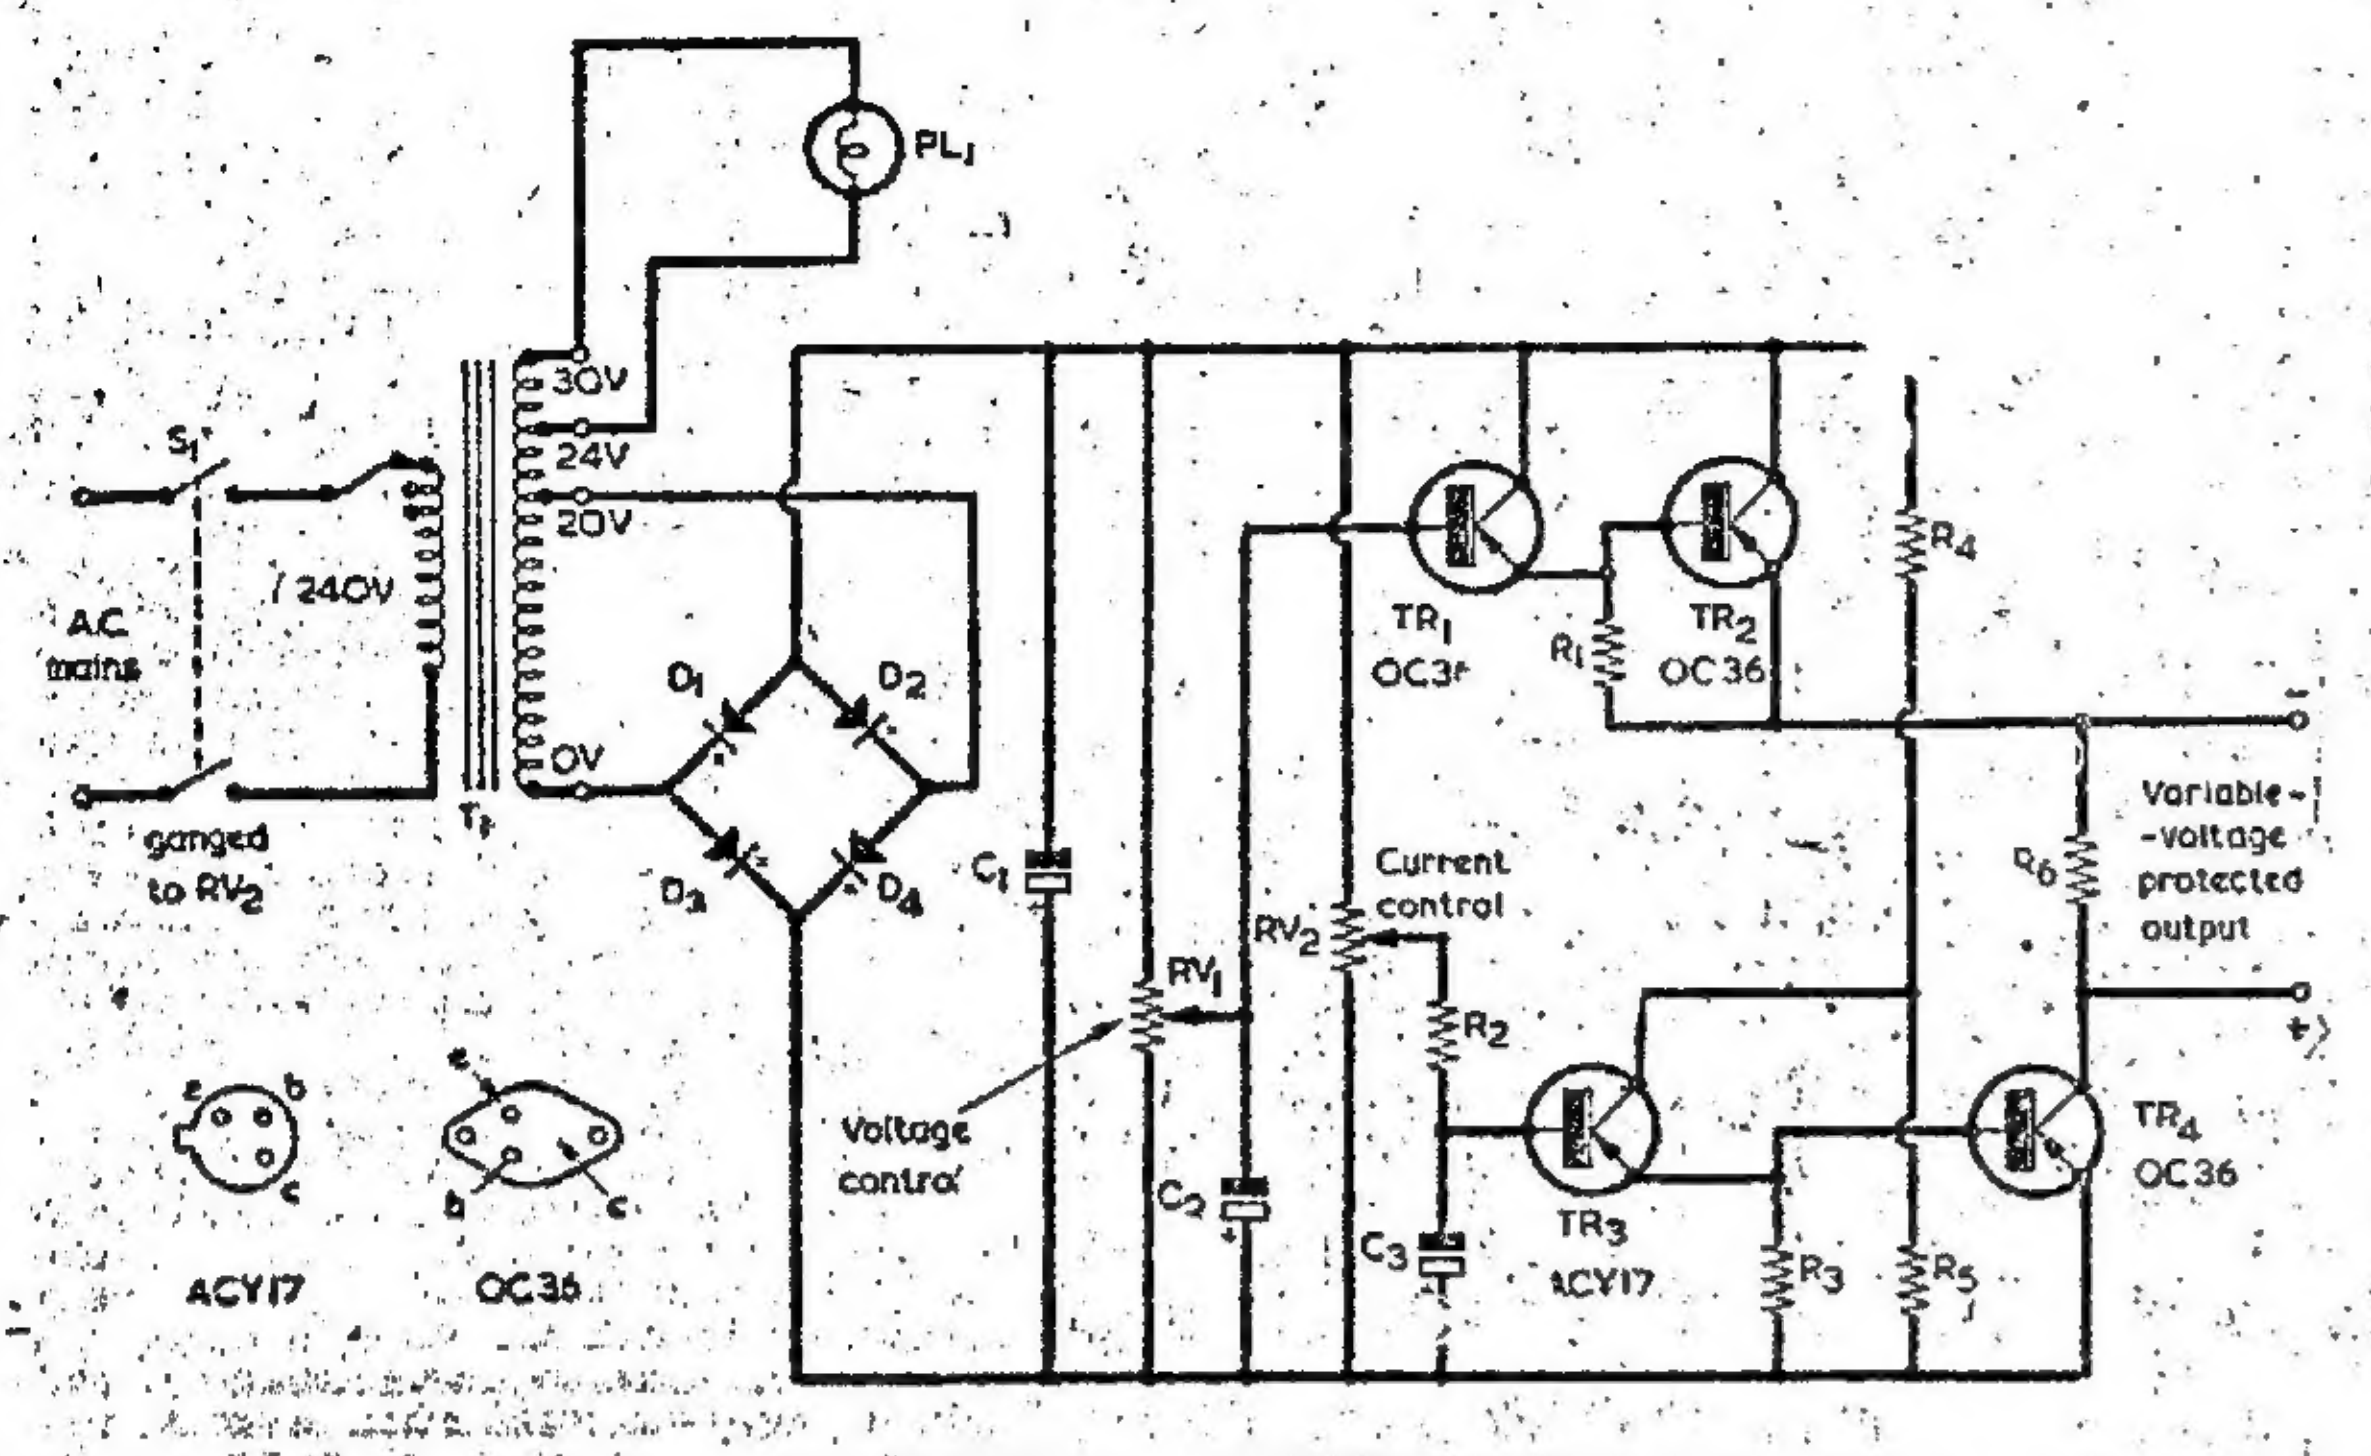 PL1
30V
24V
S1
20V
240V
A.C.
mains
R4
TR1
TR2
R1
OC36
D1
D2
0V
T1
ganged
to RV2
D3
D4
C1
Current
control
RV2
RV1
R2
Variable-
-voltage
protected
output
R6
-
+
e
b
c
e
b
c
Voltage
control
C2
C3
TR3
ACY17
TR4
OC36
R3
R5
ACY17
OC36